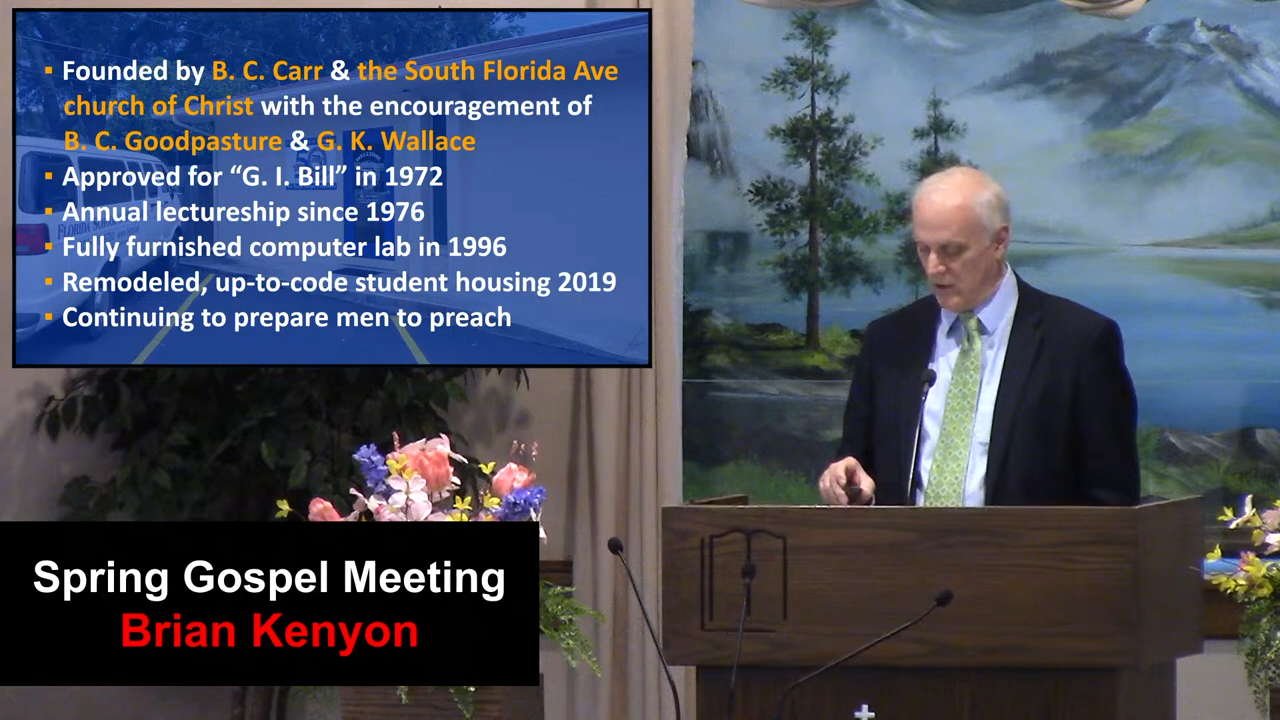 ▪ Founded by B. C. Carr & the South Florida Ave
church of Christ with the encouragement of
B. C. Goodpasture & G. K. Wallace
▪ Approved for “G. I. Bill” in 1972
▪ Annual lectureship since 1976
▪ Fully furnished computer lab in 1996
▪ Remodeled, up-to-code student housing 2019
▪ Continuing to prepare men to preach
FLORIDA
Spring Gospel Meeting
Brian Kenyon